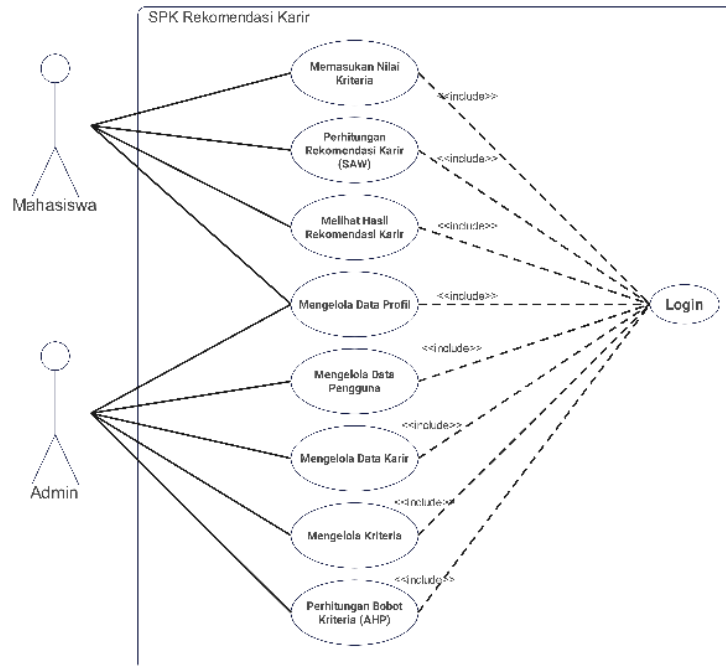 SPK Rekomendasi Karir
Memasukan Nilai
Kriteria
<<include>>
Perhitungan
Rekomendasi Karir
(SAW)
<<include>>
Mahasiswa
Melihat Hasil
Rekomendasi Karir
<<include>>
Mengelola Data Profil
<<include>>
Login
Mengelola Data
Pengguna
<<include>>
Mengelola Data Karir
<<include>>
Admin
Mengelola Kriteria
<<include>>
Perhitungan Bobot
Kriteria (AHP)
<<include>>